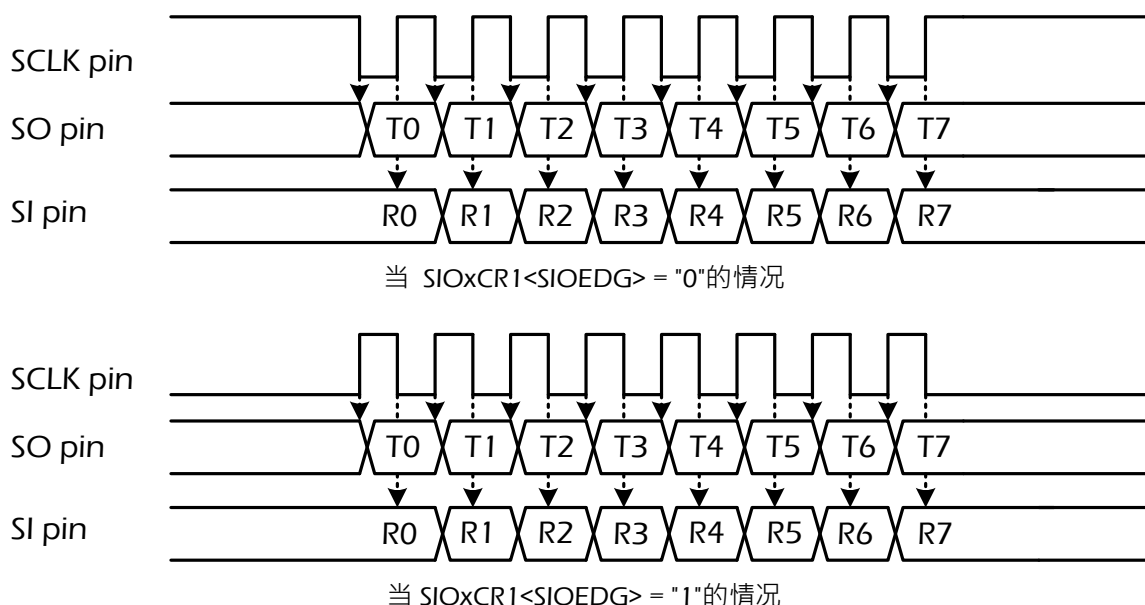 SCLK pin
SO pin T0 T1 T2 T3 T4 T5 T6 T7
SI pin R0 R1 R2 R3 R4 R5 R6 R7
当 SIOxCR1<SIOEDG> = "0"的情况
SCLK pin
SO pin T0 T1 T2 T3 T4 T5 T6 T7
SI pin R0 R1 R2 R3 R4 R5 R6 R7
当 SIOxCR1<SIOEDG> = "1"的情况